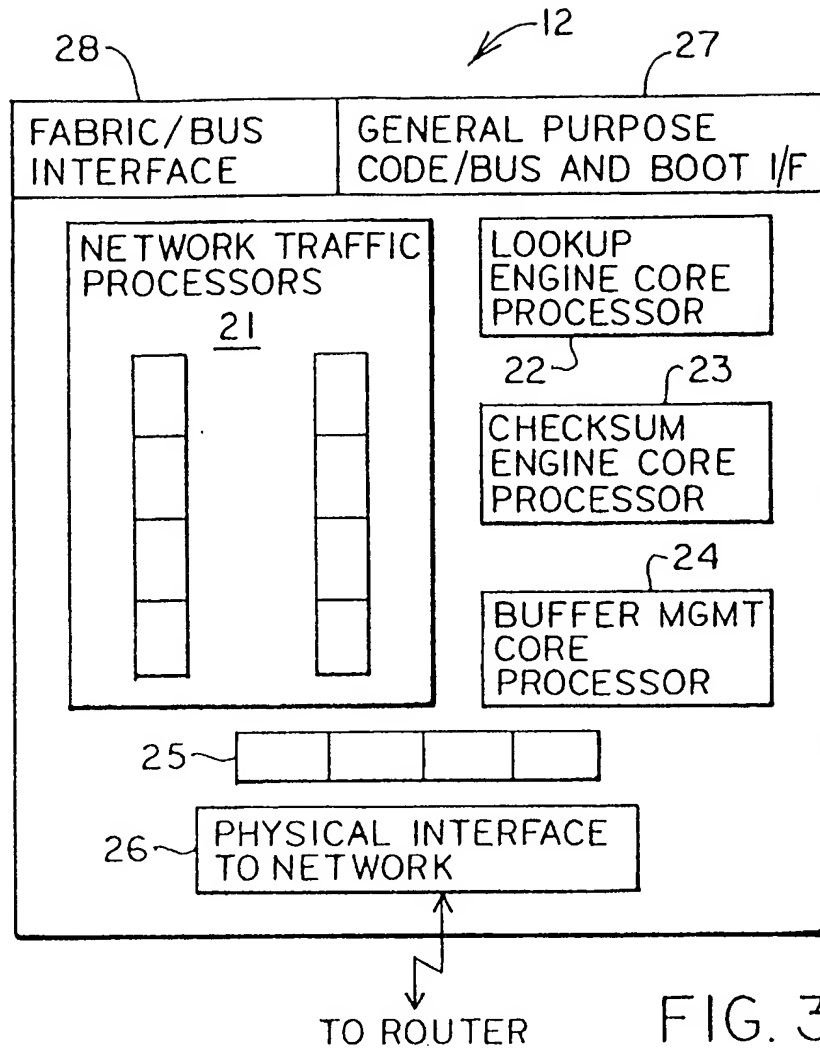 12
28
27
FABRIC/BUS
INTERFACE
GENERAL PURPOSE
CODE/BUS AND BOOT I/F
NETWORK TRAFFIC
PROCESSORS
21
LOOKUP
ENGINE CORE
PROCESSOR
22
23
CHECKSUM
ENGINE CORE
PROCESSOR
24
BUFFER MGMT
CORE
PROCESSOR
25
26
PHYSICAL INTERFACE
TO NETWORK
TO ROUTER
FIG. 3